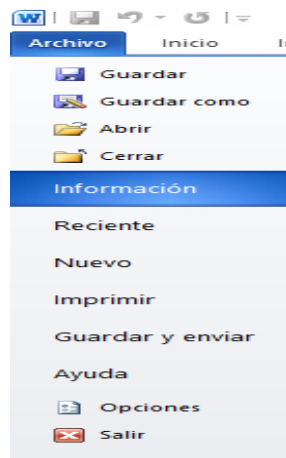 W
Archivo Inicio
Guardar
Guardar como
Abrir
Cerrar
Información
Reciente
Nuevo
Imprimir
Guardar y enviar
Ayuda
Opciones
Salir